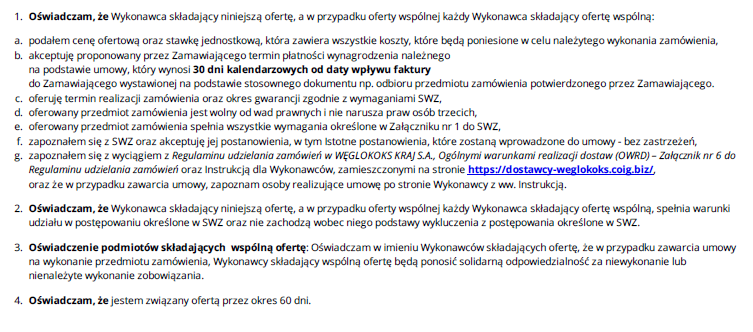 1. Oświadczam, że Wykonawca składający niniejszą ofertę, a w przypadku oferty wspólnej każdy Wykonawca składający ofertę wspólną:
a. podałem cenę ofertową oraz stawkę jednostkową, która zawiera wszystkie koszty, które będą poniesione w celu należytego wykonania zamówienia,
b. akceptuję proponowany przez Zamawiającego termin płatności wynagrodzenia należnego
na podstawie umowy, który wynosi 30 dni kalendarzowych od daty wpływu faktury
do Zamawiającego wystawionej na podstawie stosownego dokumentu np. odbioru przedmiotu zamówienia potwierdzonego przez Zamawiającego.
c. oferuję termin realizacji zamówienia oraz okres gwarancji zgodnie z wymaganiami SWZ,
d. oferowany przedmiot zamówienia jest wolny od wad prawnych i nie narusza praw osób trzecich,
e. oferowany przedmiot zamówienia spełnia wszystkie wymagania określone w Załączniku nr 1 do SWZ,
f. zapoznałem się z SWZ oraz akceptuję jej postanowienia, w tym Istotne postanowienia, które zostaną wprowadzone do umowy - bez zastrzeżeń,
g. zapoznałem się z wyciągiem z Regulaminu udzielania zamówień w WĘGLOKOKS KRAJ S.A., Ogólnymi warunkami realizacji dostaw (OWRD) – Załącznik nr 6 do
Regulaminu udzielania zamówień oraz Instrukcją dla Wykonawców, zamieszczonymi na stronie https://dostawcy-weglokoks.coig.biz/,
oraz że w przypadku zawarcia umowy, zapoznam osoby realizujące umowę po stronie Wykonawcy z ww. Instrukcją.
2. Oświadczam, że Wykonawca składający niniejszą ofertę, a w przypadku oferty wspólnej każdy Wykonawca składający ofertę wspólną, spełnia warunki
udziału w postępowaniu określone w SWZ oraz nie zachodzą wobec niego podstawy wykluczenia z postępowania określone w SWZ.
3. Oświadczenie podmiotów składających wspólną ofertę: Oświadczam w imieniu Wykonawców składających ofertę, że w przypadku zawarcia umowy
na wykonanie przedmiotu zamówienia, Wykonawcy składający wspólną ofertę będą ponosić solidarną odpowiedzialność za niewykonanie lub
nienależyte wykonanie zobowiązania.
4. Oświadczam, że jestem związany ofertą przez okres 60 dni.